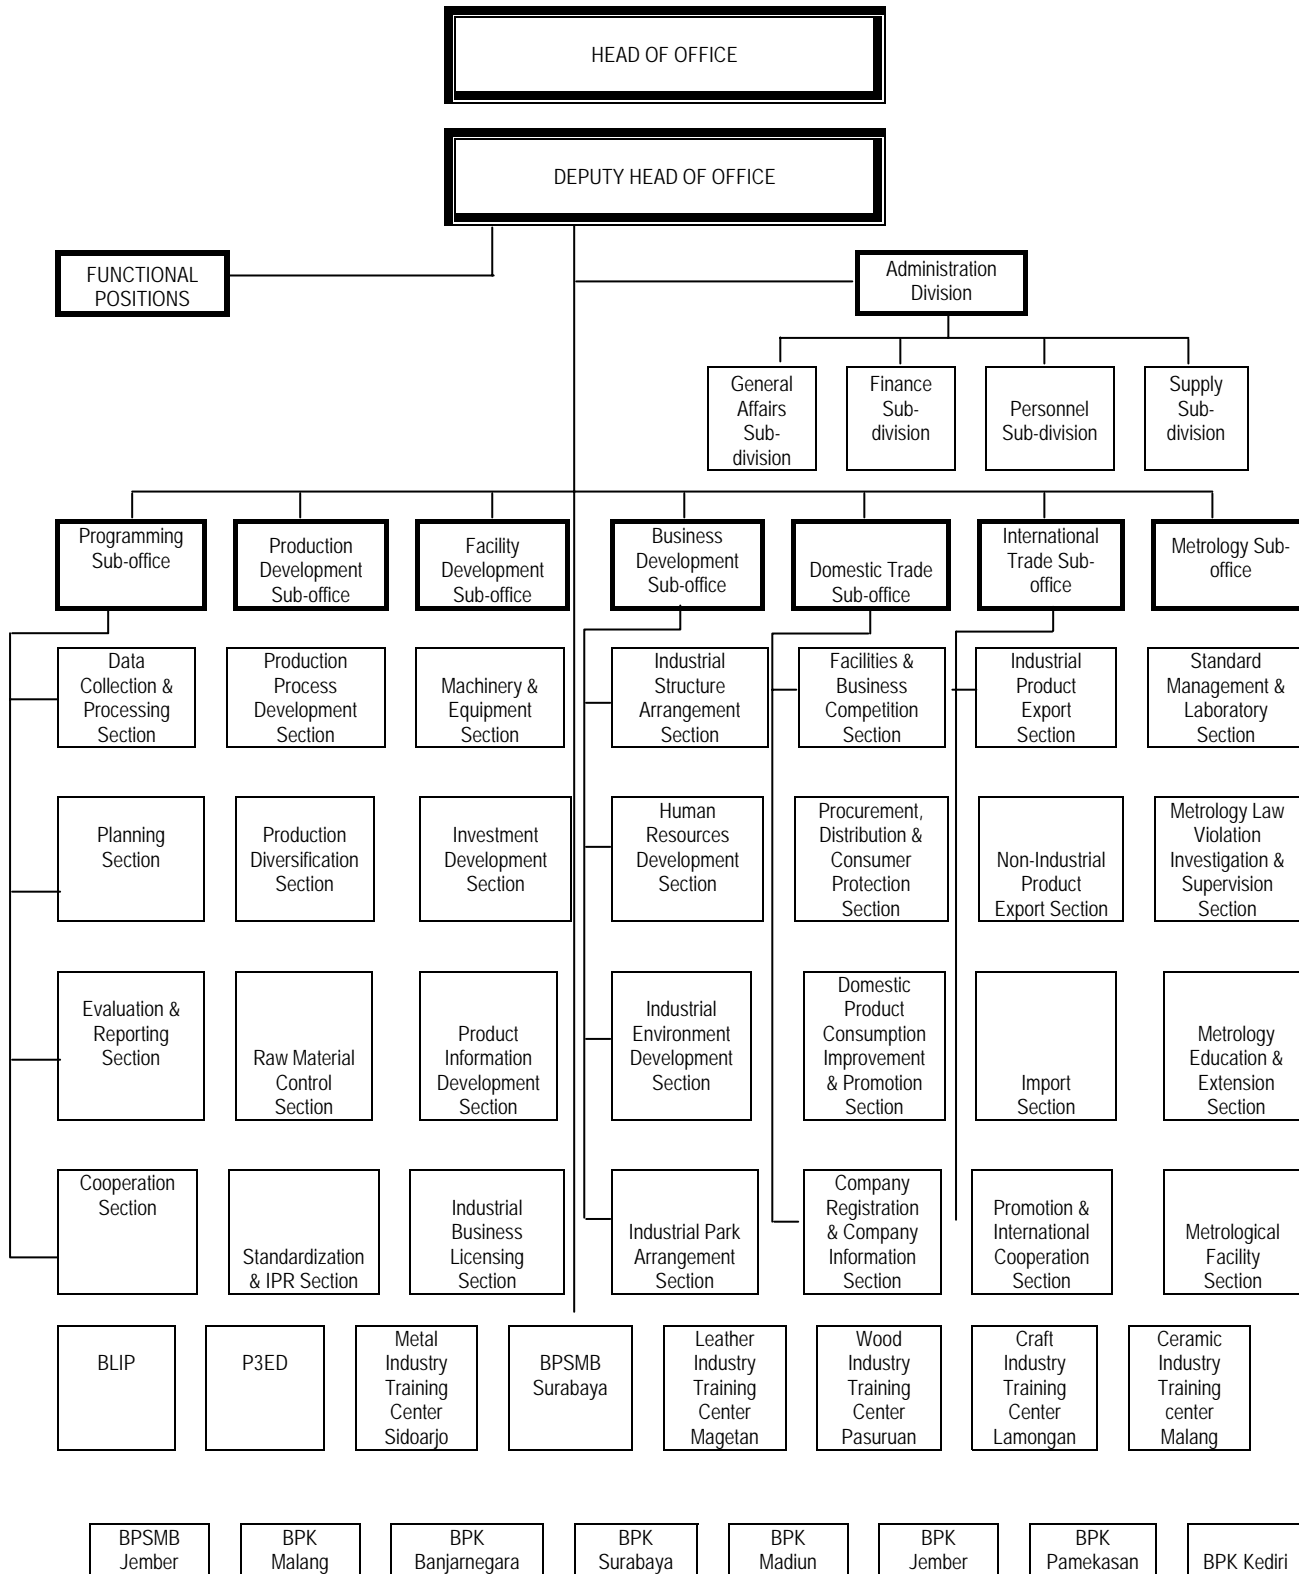 HEAD OF OFFICE
DEPUTY HEAD OF OFFICE
FUNCTIONAL
POSITIONS
Administration
Division
General
Affairs
Sub-
division
Finance
Sub-
division
Personnel
Sub-division
Supply
Sub-
division
Programming
Sub-office
Production
Development
Sub-office
Facility
Development
Sub-office
Business
Development
Sub-office
Domestic Trade
Sub-office
International
Trade Sub-
office
Metrology Sub-
office
Data
Collection &
Processing
Section
Production
Process
Development
Section
Machinery &
Equipment
Section
Industrial
Structure
Arrangement
Section
Facilities &
Business
Competition
Section
Industrial
Product
Export
Section
Standard
Management &
Laboratory
Section
Planning
Section
Production
Diversification
Section
Investment
Development
Section
Human
Resources
Development
Section
Procurement,
Distribution &
Consumer
Protection
Section
Non-Industrial
Product
Export Section
Metrology Law
Violation
Investigation &
Supervision
Section
Evaluation &
Reporting
Section
Raw Material
Control
Section
Product
Information
Development
Section
Industrial
Environment
Development
Section
Domestic
Product
Consumption
Improvement
& Promotion
Section
Import
Section
Metrology
Education &
Extension
Section
Cooperation
Section
Standardization
& IPR Section
Industrial
Business
Licensing
Section
Industrial Park
Arrangement
Section
Company
Registration
& Company
Information
Section
Promotion &
International
Cooperation
Section
Metrological
Facility
Section
BLIP
P3ED
Metal
Industry
Training
Center
Sidoarjo
BPSMB
Surabaya
Leather
Industry
Training
Center
Magetan
Wood
Industry
Training
Center
Pasuruan
Craft
Industry
Training
Center
Lamongan
Ceramic
Industry
Training
center
Malang
BPSMB
Jember
BPK
Malang
BPK
Banjarnegara
BPK
Surabaya
BPK
Madiun
BPK
Jember
BPK
Pamekasan
BPK Kediri